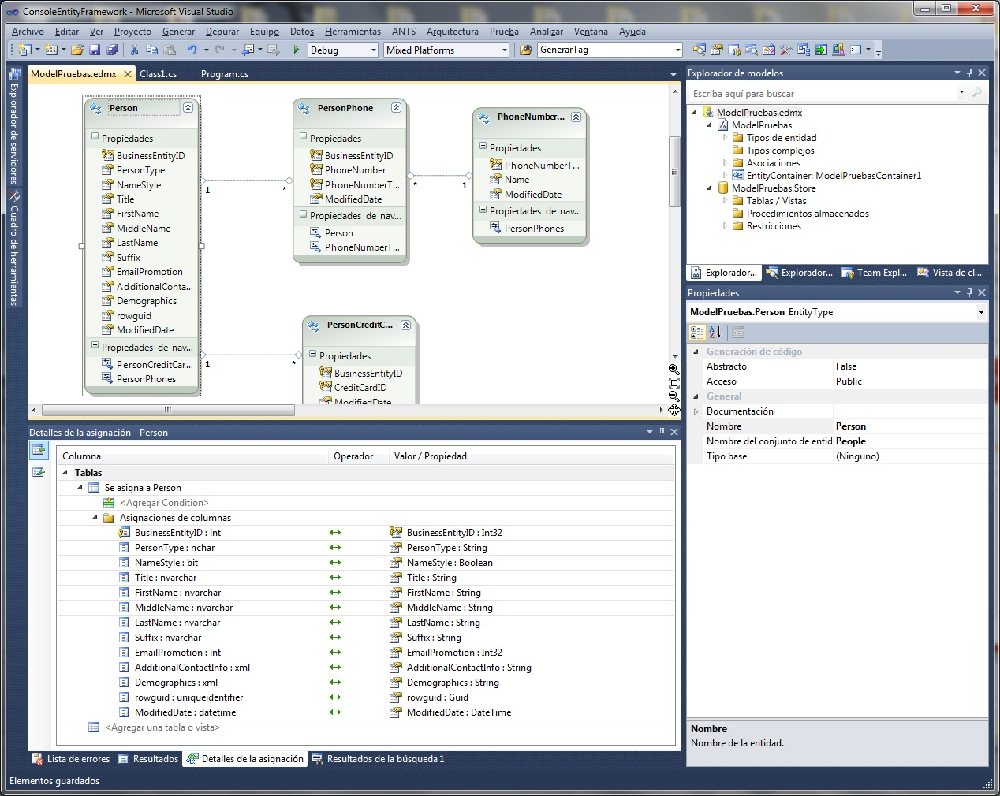 ConsoleEntityFramework - Microsoft Visual Studio
Archivo Editar Ver Proyecto Generar Depurar Equipo Datos Herramientas ANTS Arquitectura Prueba Analizar Ventana Ayuda
Debug Mixed Platforms GenerarTag
ModelPruebas.edmx Class1.cs Program.cs
Explorador de servidores
Cuadro de herramientas
Person
Propiedades
BusinessEntityID
PersonType
NameStyle
Title
FirstName
MiddleName
LastName
Suffix
EmailPromotion
AdditionalConta...
Demographics
rowguid
ModifiedDate
Propiedades de nav...
PersonCreditCar...
PersonPhones
1 *
1 *
PersonPhone
Propiedades
BusinessEntityID
PhoneNumber
PhoneNumberT...
ModifiedDate
Propiedades de nav...
Person
PhoneNumberT...
* 1
PhoneNumber...
Propiedades
PhoneNumberT...
Name
ModifiedDate
Propiedades de nav...
PersonPhones
PersonCreditC...
Propiedades
BusinessEntityID
CreditCardID
ModifiedDate
Explorador de modelos
Escriba aquí para buscar
ModelPruebas.edmx
ModelPruebas
Tipos de entidad
Tipos complejos
Asociaciones
EntityContainer: ModelPruebasContainer1
ModelPruebas.Store
Tablas / Vistas
Procedimientos almacenados
Restricciones
Explorador... Explorador... Team Expl... Vista de cl...
Propiedades
ModelPruebas.Person EntityType
Generación de código
Abstracto False
Acceso Public
General
Documentación
Nombre Person
Nombre del conjunto de entid People
Tipo base (Ninguno)
Nombre
Nombre de la entidad.
Detalles de la asignación - Person
Columna Operador Valor / Propiedad
Tablas
Se asigna a Person
<Agregar Condition>
Asignaciones de columnas
BusinessEntityID : int BusinessEntityID : Int32
PersonType : nchar PersonType : String
NameStyle : bit NameStyle : Boolean
Title : nvarchar Title : String
FirstName : nvarchar FirstName : String
MiddleName : nvarchar MiddleName : String
LastName : nvarchar LastName : String
Suffix : nvarchar Suffix : String
EmailPromotion : int EmailPromotion : Int32
AdditionalContactInfo : xml AdditionalContactInfo : String
Demographics : xml Demographics : String
rowguid : uniqueidentifier rowguid : Guid
ModifiedDate : datetime ModifiedDate : DateTime
<Agregar una tabla o vista>
Lista de errores Resultados Detalles de la asignación Resultados de la búsqueda 1
Elementos guardados